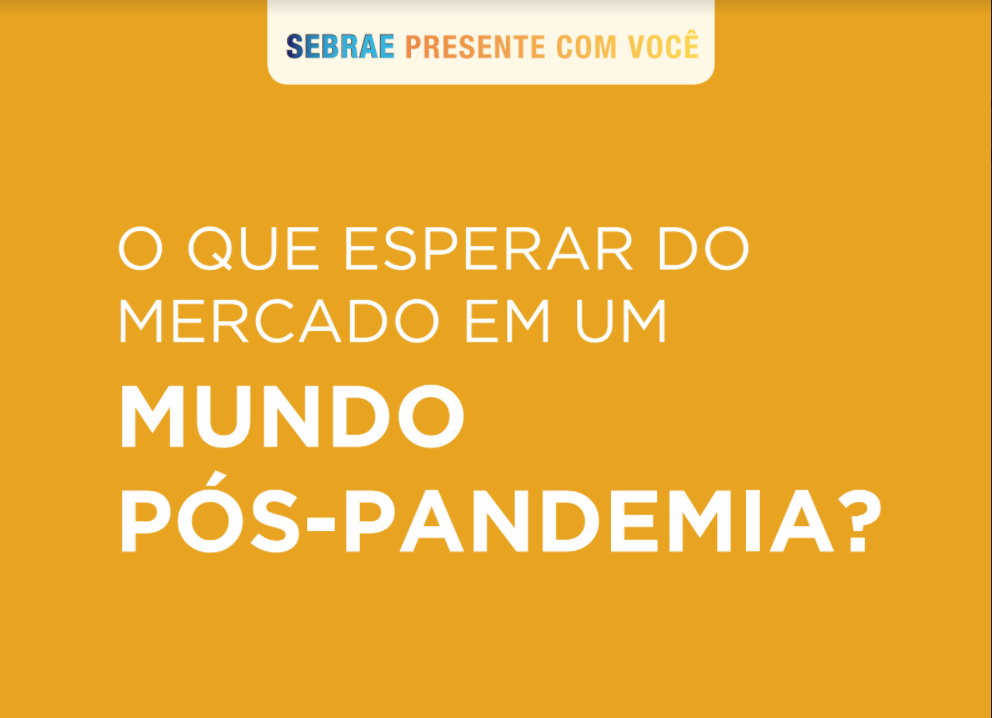 SEBRAE PRESENTE COM VOCÊ
O QUE ESPERAR DO
MERCADO EM UM
MUNDO
PÓS-PANDEMIA?